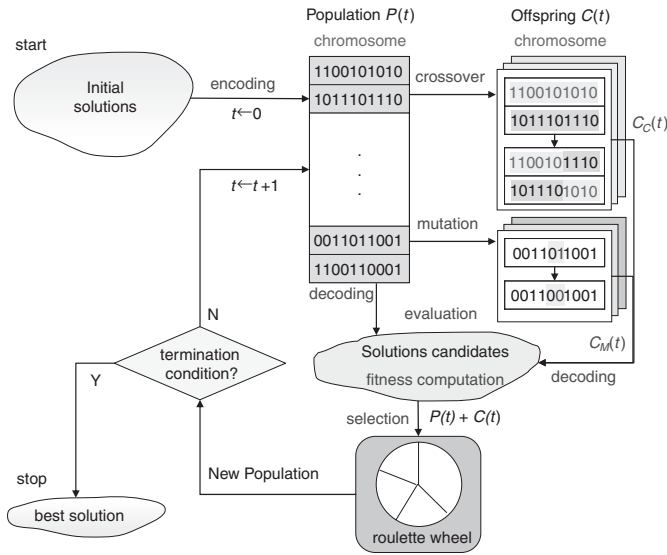 Population P(t)
Offspring C(t)
start
chromosome
chromosome
Initial
solutions
encoding
t←0
1100101010
1011101110
crossover
1100101010
1011101110
C_C(t)
1100101110
1011101010
.
.
.
t←t+1
0011011001
1100110001
mutation
0011011001
0011001001
decoding
evaluation
N
termination
condition?
Y
Solutions candidates
fitness computation
C_M(t)
decoding
selection
P(t) + C(t)
New Population
stop
best solution
roulette wheel